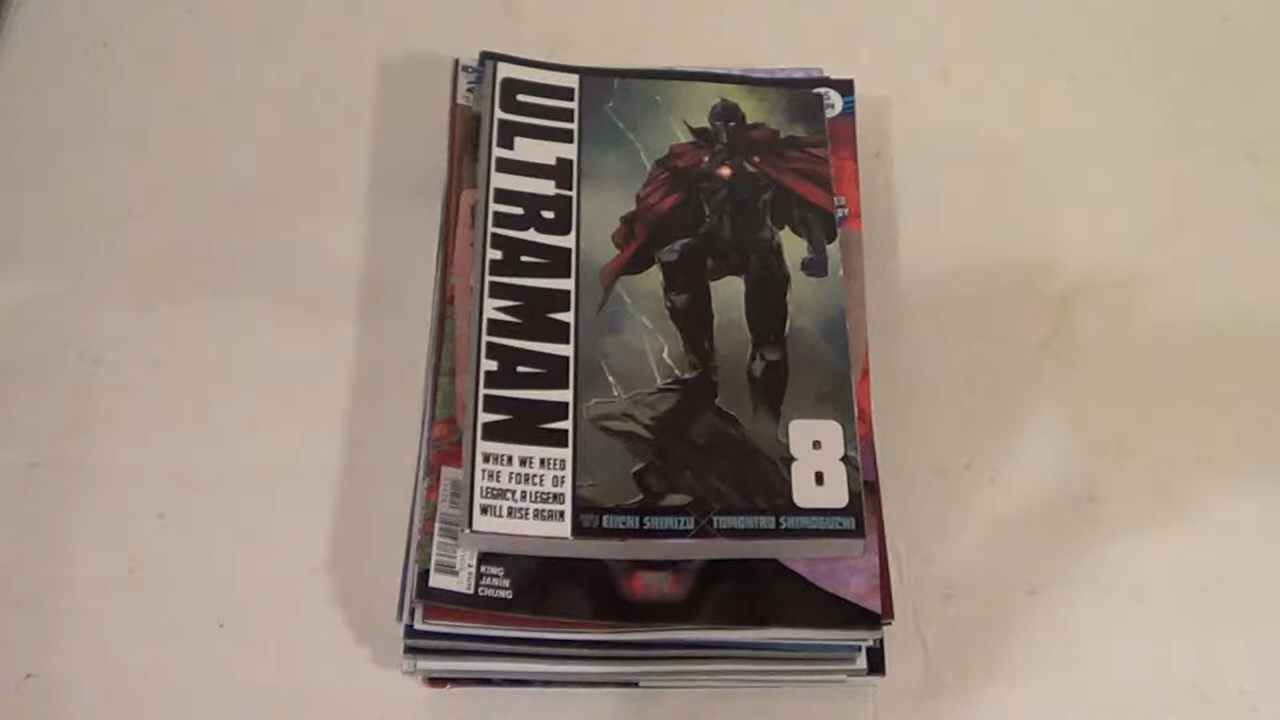 ULTRAMAN
WHEN WE NEED
THE FORCE OF
LEGACY, A LEGEND
WILL RISE AGAIN
8
EIICHI SHIMIZU X TOMOHIRO SHIMOGUCHI
KING
JANÍN
CHUNG